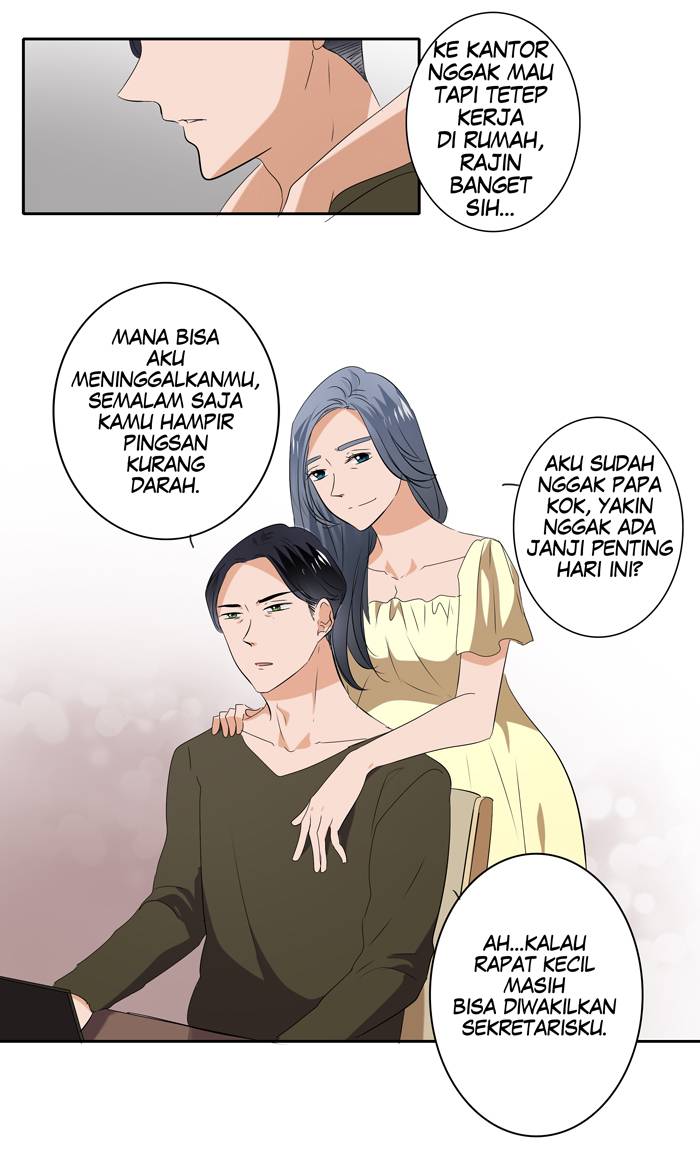 KE KANTOR
NGGAK MAU
TAPI TETEP
KERJA
DI RUMAH,
RAJIN
BANGET
SIH...
MANA BISA
AKU
MENINGGALKANMU,
SEMALAM SAJA
KAMU HAMPIR
PINGSAN
KURANG
DARAH.
AKU SUDAH
NGGAK PAPA
KOK, YAKIN
NGGAK ADA
JANJI PENTING
HARI INI?
AH...KALAU
RAPAT KECIL
MASIH
BISA DIWAKILKAN
SEKRETARISKU.